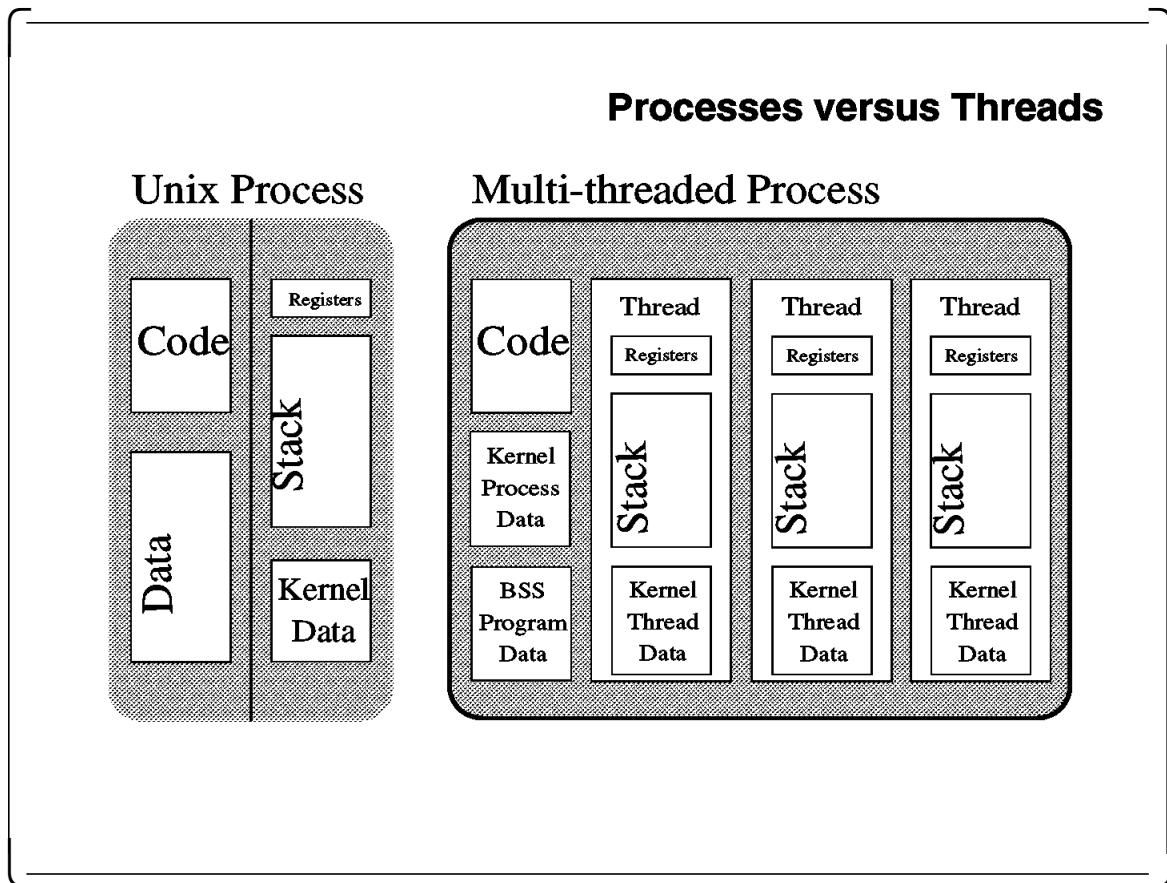 Processes versus Threads
Unix Process
Code
Data
Registers
Stack
Kernel
Data
Multi-threaded Process
Code
Kernel
Process
Data
BSS
Program
Data
Thread
Registers
Stack
Kernel
Thread
Data
Thread
Registers
Stack
Kernel
Thread
Data
Thread
Registers
Stack
Kernel
Thread
Data